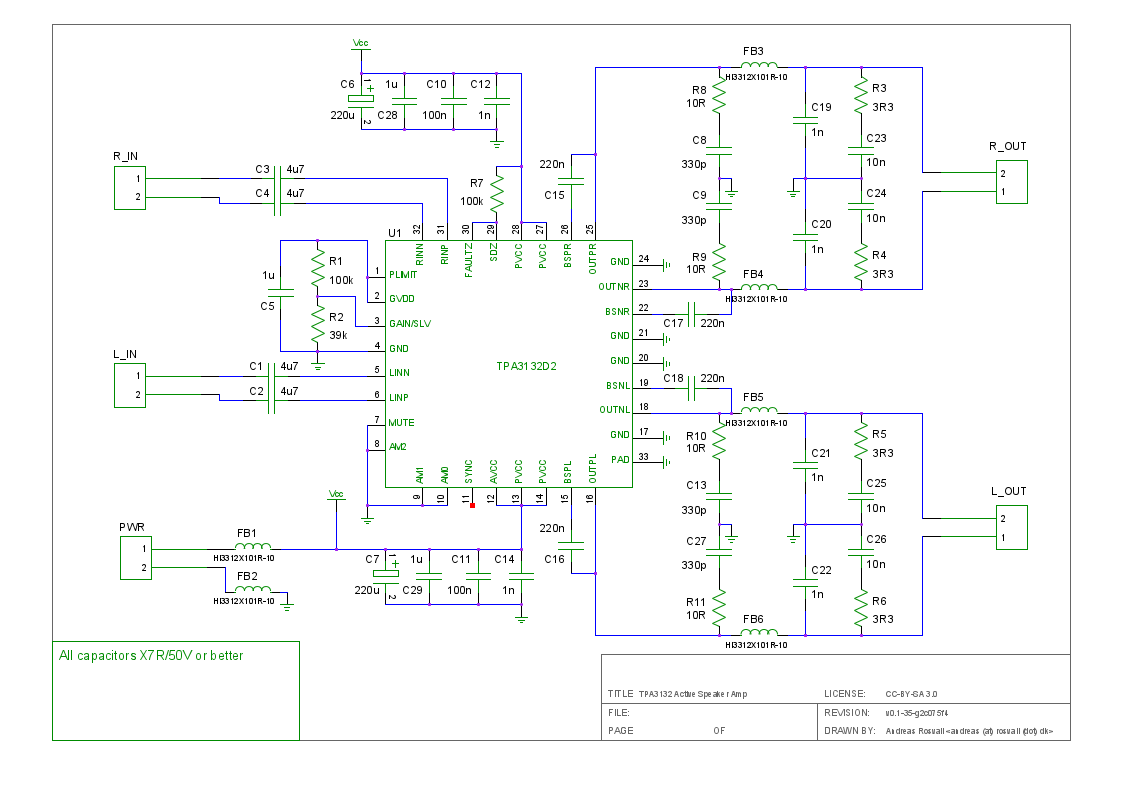 Vcc
C6
1
+
220u
2
1u
C28
C10
100n
C12
1n
R_IN
1
2
C3 4u7
C4 4u7
R7
100k
220n
C15
FB3
HI3312X101R-10
R8
10R
C8
330p
C9
330p
R9
10R
C19
1n
C20
1n
R3
3R3
C23
10n
C24
10n
R4
3R3
R_OUT
2
1
FB4
HI3312X101R-10
U1
32 31 30 29 28 27 26 25
RINN RINP FAULTZ SDZ PVCC PVCC BSPR OUTPR
1 PLIMIT
2 GVDD
3 GAIN/SLV
4 GND
5 LINN
6 LINP
7 MUTE
8 AM2
TPA3132D2
GND 24
OUTNR 23
BSNR 22
GND 21
GND 20
BSNL 19
OUTNL 18
GND 17
PAD 33
AM1 AM0 SYNC AVCC PVCC PVCC BSPL OUTPL
9 10 11 12 13 14 15 16
1u
C5
R1
100k
R2
39k
L_IN
1
2
C1 4u7
C2 4u7
C17 220n
C18 220n
FB5
HI3312X101R-10
R10
10R
C13
330p
C27
330p
R11
10R
C21
1n
C22
1n
R5
3R3
C25
10n
C26
10n
R6
3R3
L_OUT
2
1
FB6
HI3312X101R-10
220n
C16
Vcc
PWR
1
2
FB1
HI3312X101R-10
FB2
HI3312X101R-10
C7
1
+
220u
2
1u
C29
C11
100n
C14
1n
All capacitors X7R/50V or better
TITLE TPA3132 Active Speaker Amp
LICENSE: CC-BY-SA 3.0
FILE:
REVISION: v0.1-35-g2c075f4
PAGE OF
DRAWN BY: Andreas Rosvall <andreas (at) rosvall (dot) dk>